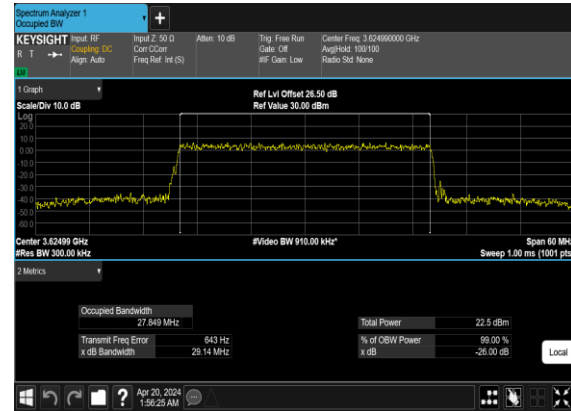 Spectrum Analyzer 1
Occupied BW
+
KEYSIGHT
R T
LW
Input: RF
Coupling: DC
Align: Auto
Input Z: 50 Ω
Corr CCorr
Freq Ref: Int (S)
Atten: 10 dB
Trig: Free Run
Gate: Off
#IF Gain: Low
Center Freq: 3.624990000 GHz
Avg|Hold: 100/100
Radio Std: None
1 Graph
Scale/Div 10.0 dB
Ref Lvl Offset 26.50 dB
Ref Value 30.00 dBm
Log
20.0
10.0
0.00
-10.0
-20.0
-30.0
-40.0
-50.0
-60.0
Center 3.62499 GHz
#Res BW 300.00 kHz
#Video BW 910.00 kHz*
Span 60 MHz
Sweep 1.00 ms (1001 pts
2 Metrics
Occupied Bandwidth
27.849 MHz
Total Power 22.5 dBm
Transmit Freq Error 643 Hz
% of OBW Power 99.00 %
x dB Bandwidth 29.14 MHz
x dB -26.00 dB
Local
?
Apr 20, 2024
1:56:25 AM